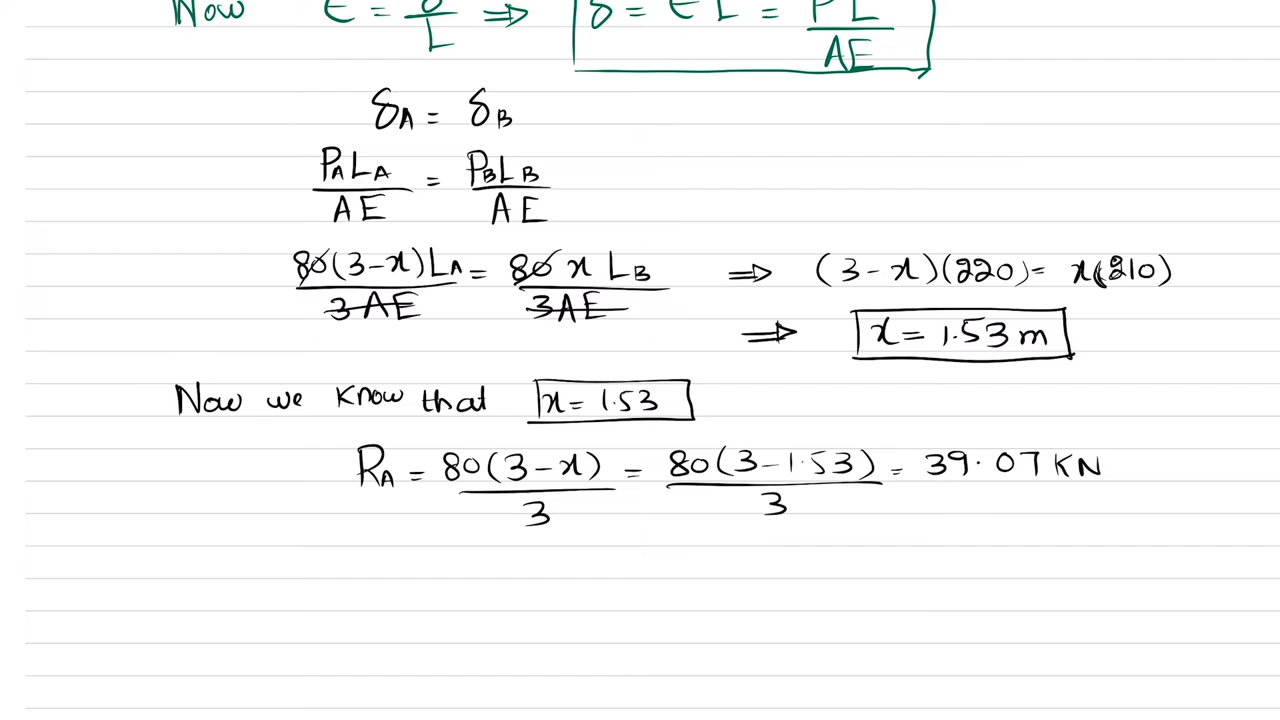 Now ε = δ/L ⇒ δ = εL = PL/AE
δA = δB
PALA/AE = PBLB/AE
80(3-x)LA/3AE = 80 x LB/3AE ⇒ (3-x)(220) = x(210)
⇒ x = 1.53 m
Now we know that x = 1.53
RA = 80(3-x)/3 = 80(3-1.53)/3 = 39.07 KN